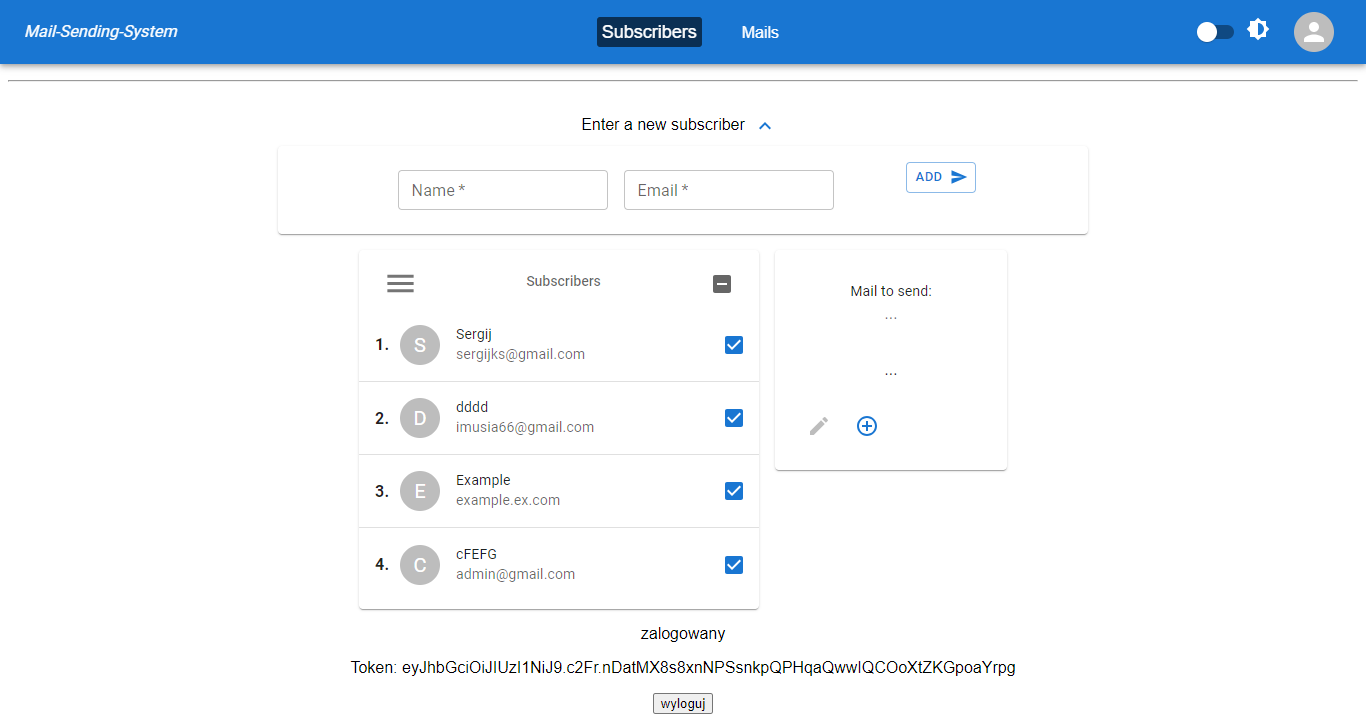 Mail-Sending-System
Subscribers
Mails
Enter a new subscriber
Name *
Email *
ADD
Subscribers
1.
S
Sergij
sergijks@gmail.com
2.
D
dddd
imusia66@gmail.com
3.
E
Example
example.ex.com
4.
C
cFEFG
admin@gmail.com
Mail to send:
...
...
zalogowany
Token: eyJhbGciOiJIUzI1NiJ9.c2Fr.nDatMX8s8xnNPSsnkpQPHqaQwwIQCOoXtZKGpoaYrpg
wyloguj